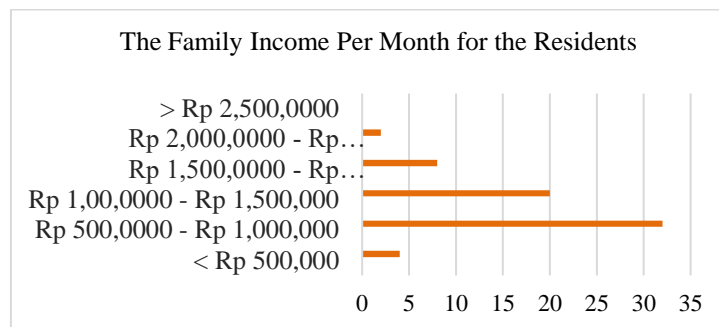 The Family Income Per Month for the Residents
> Rp 2,500,0000
Rp 2,000,0000 - Rp…
Rp 1,500,0000 - Rp…
Rp 1,00,0000 - Rp 1,500,000
Rp 500,0000 - Rp 1,000,000
< Rp 500,000
0 5 10 15 20 25 30 35